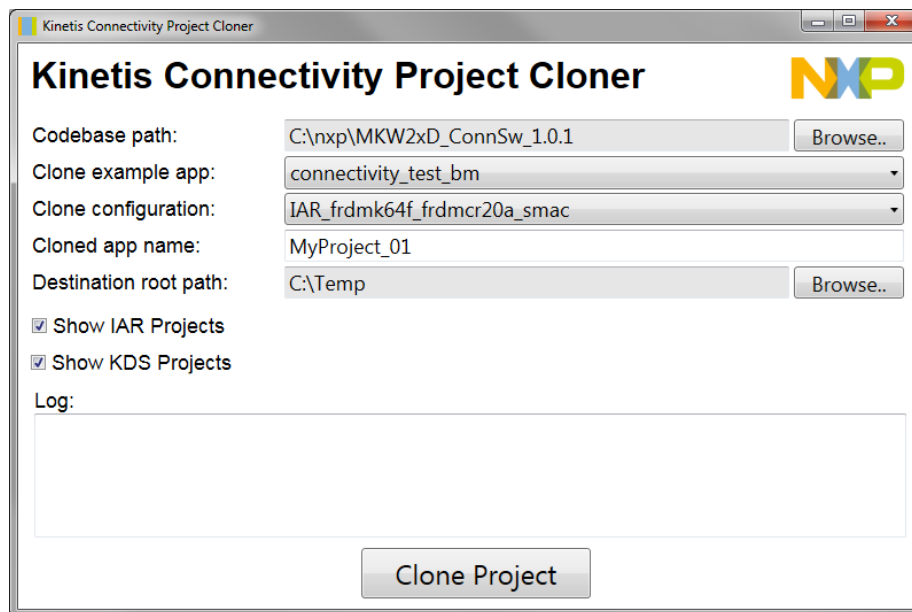 Kinetis Connectivity Project Cloner
Kinetis Connectivity Project Cloner
NXP
Codebase path: C:\nxp\MKW2xD_ConnSw_1.0.1 Browse..
Clone example app: connectivity_test_bm
Clone configuration: IAR_frdmk64f_frdmcr20a_smac
Cloned app name: MyProject_01
Destination root path: C:\Temp Browse..
Show IAR Projects
Show KDS Projects
Log:
Clone Project